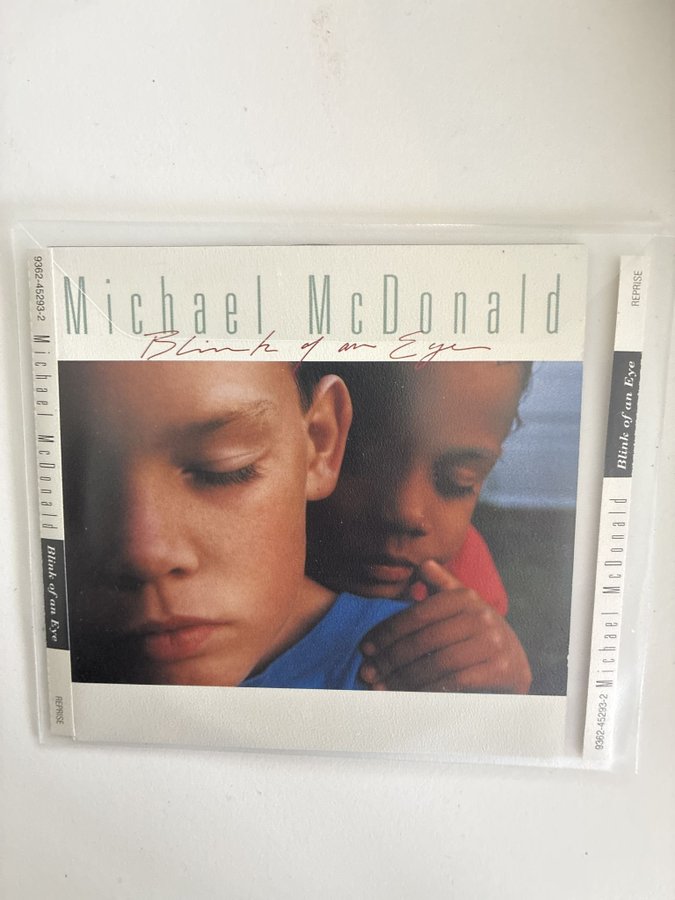 Michael McDonald
Blink of an Eye
9362-45293-2 Michael McDonald Blink of an Eye REPRISE
9362-45293-2 Michael McDonald Blink of an Eye REPRISE